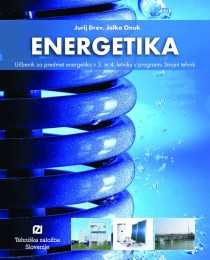 Jurij Drev, Jelka Onuk
ENERGETIKA
Učbenik za predmet energetika v 3. in 4. letniku v programu Strojni tehnik
Tehniška založba
Slovenije